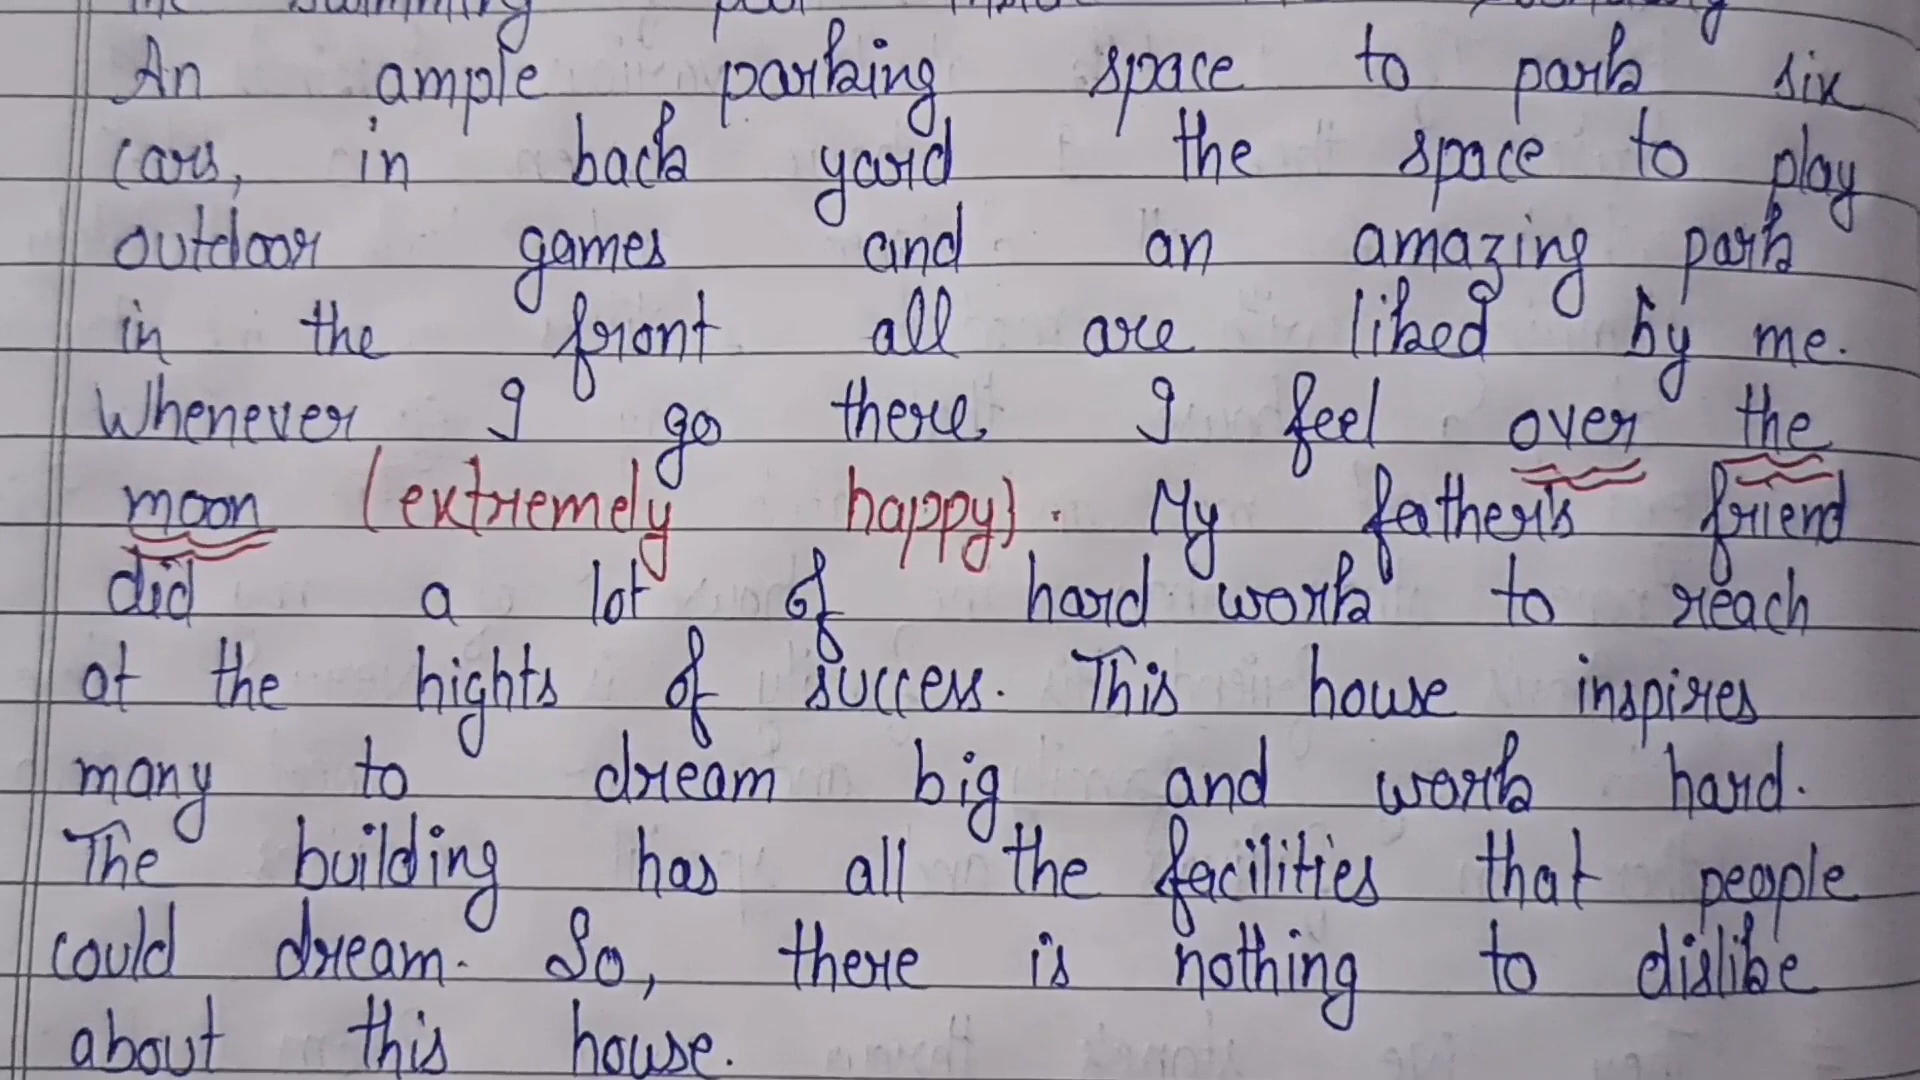 swimming pool
An ample parking space to park six
cars, in back yard the space to play
outdoor games and an amazing park
in the front all are liked by me.
Whenever I go there, I feel over the
moon (extremely happy). My father's friend
did a lot of hard work to reach
at the hights of success. This house inspires
many to dream big and work hard.
The building has all the facilities that people
could dream. So, there is nothing to dislike
about this house.